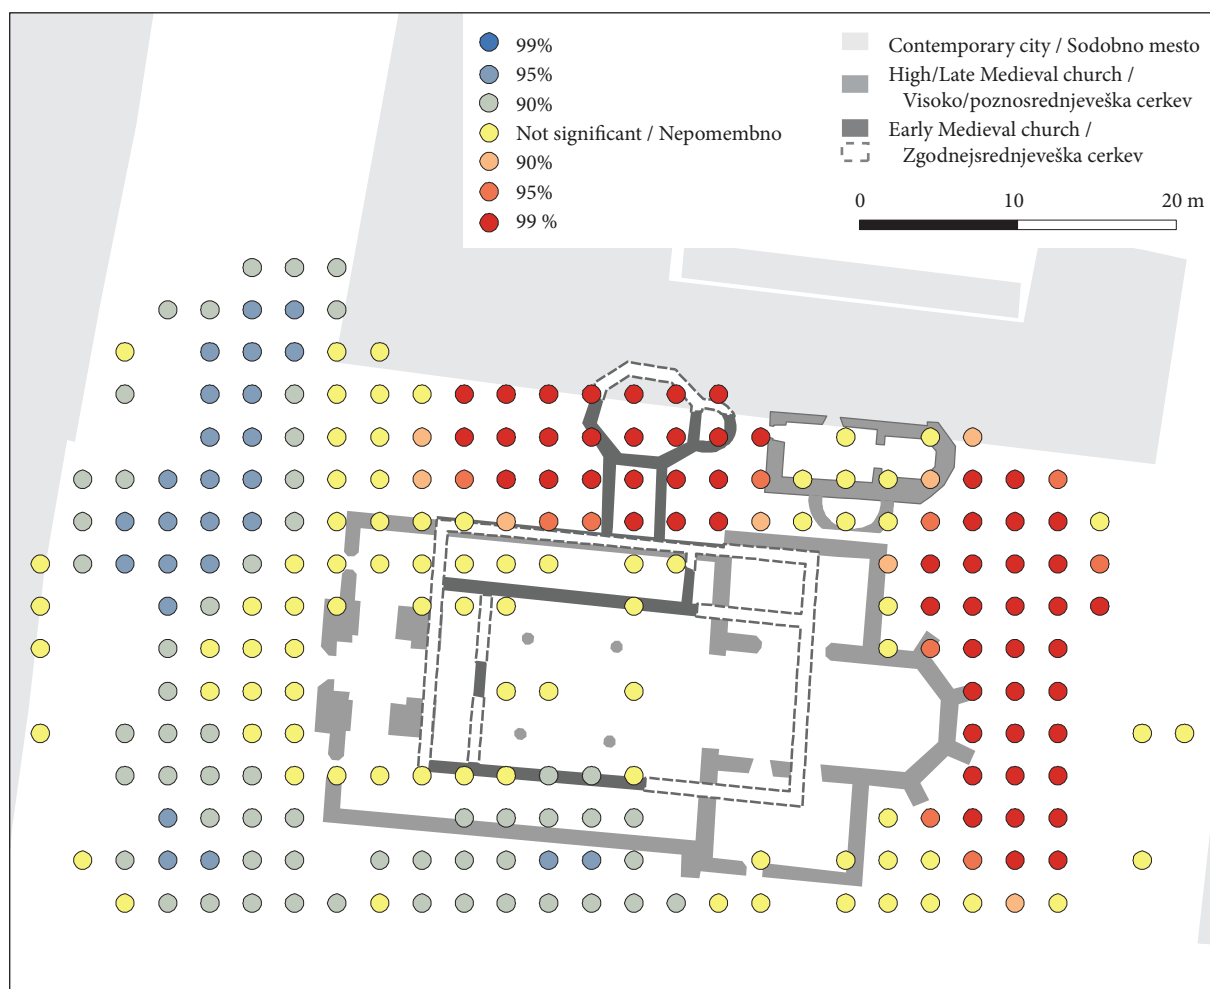 99%
95%
90%
Not significant / Nepomembno
90%
95%
99 %
Contemporary city / Sodobno mesto
High/Late Medieval church /
Visoko/poznosrednjeveška cerkev
Early Medieval church /
Zgodnejsrednjeveška cerkev
0 10 20 m